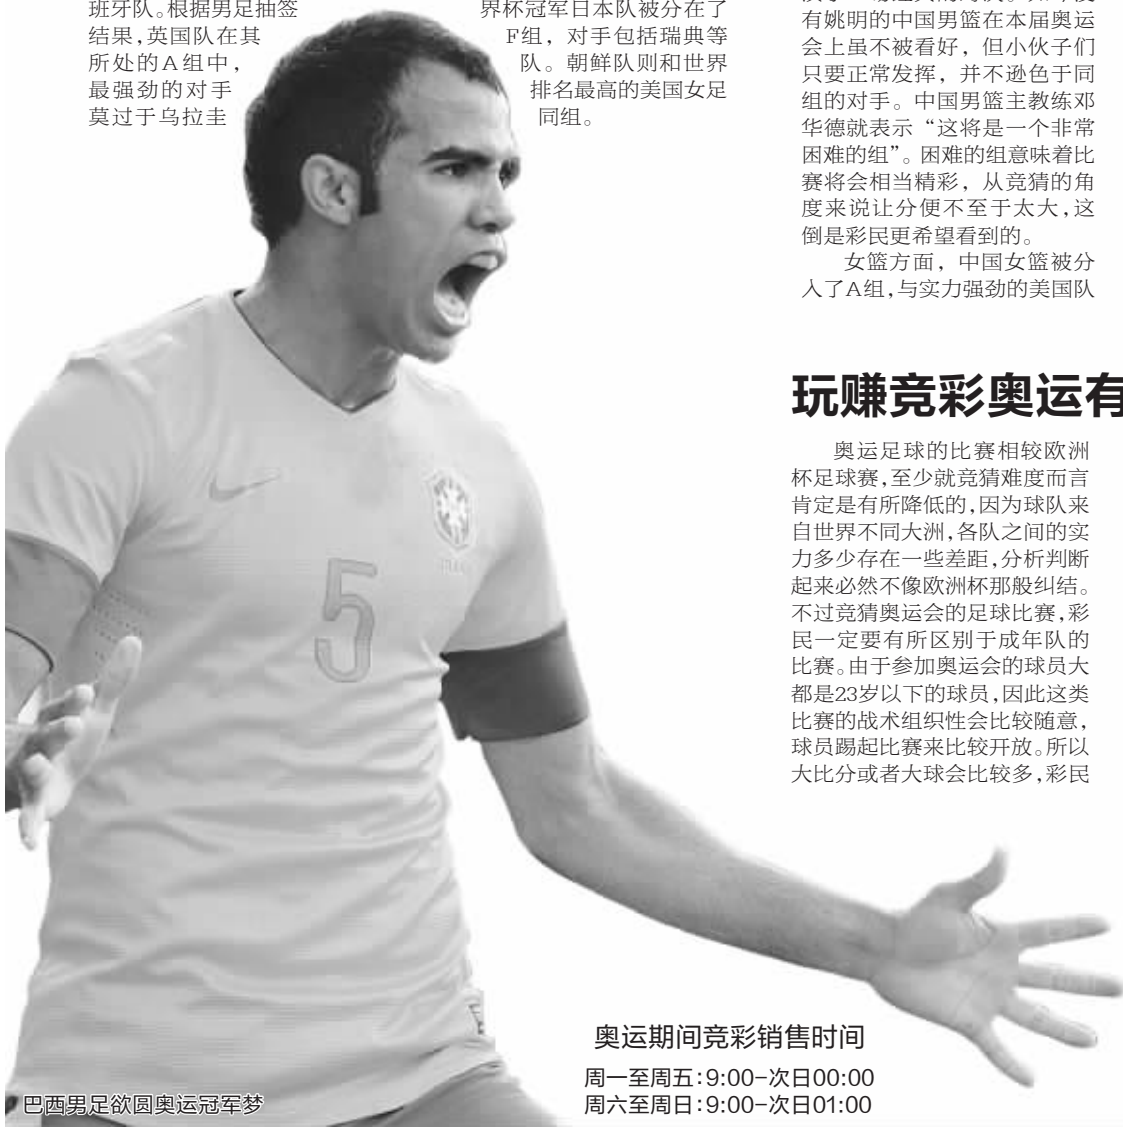 班牙队。根据男足抽签
结果,英国队在其
所处的A组中,
最强劲的对手
莫过于乌拉圭
界杯冠军日本队被分在了
F组，对手包括瑞典等
队。朝鲜队则和世界
排名最高的美国女足
同组。
有姚明的中国男篮在本届奥运
会上虽不被看好，但小伙子们
只要正常发挥，并不逊色于同
组的对手。中国男篮主教练邓
华德就表示“这将是一个非常
困难的组”。困难的组意味着比
赛将会相当精彩，从竞猜的角
度来说让分便不至于太大,这
倒是彩民更希望看到的。
女篮方面，中国女篮被分
入了A组,与实力强劲的美国队
玩赚竞彩奥运有
奥运足球的比赛相较欧洲
杯足球赛,至少就竞猜难度而言
肯定是有所降低的,因为球队来
自世界不同大洲,各队之间的实
力多少存在一些差距,分析判断
起来必然不像欧洲杯那般纠结。
不过竞猜奥运会的足球比赛,彩
民一定要有所区别于成年队的
比赛。由于参加奥运会的球员大
都是23岁以下的球员,因此这类
比赛的战术组织性会比较随意,
球员踢起比赛来比较开放。所以
大比分或者大球会比较多,彩民
5
奥运期间竞彩销售时间
周一至周五:9:00-次日00:00
周六至周日:9:00-次日01:00
巴西男足欲圆奥运冠军梦